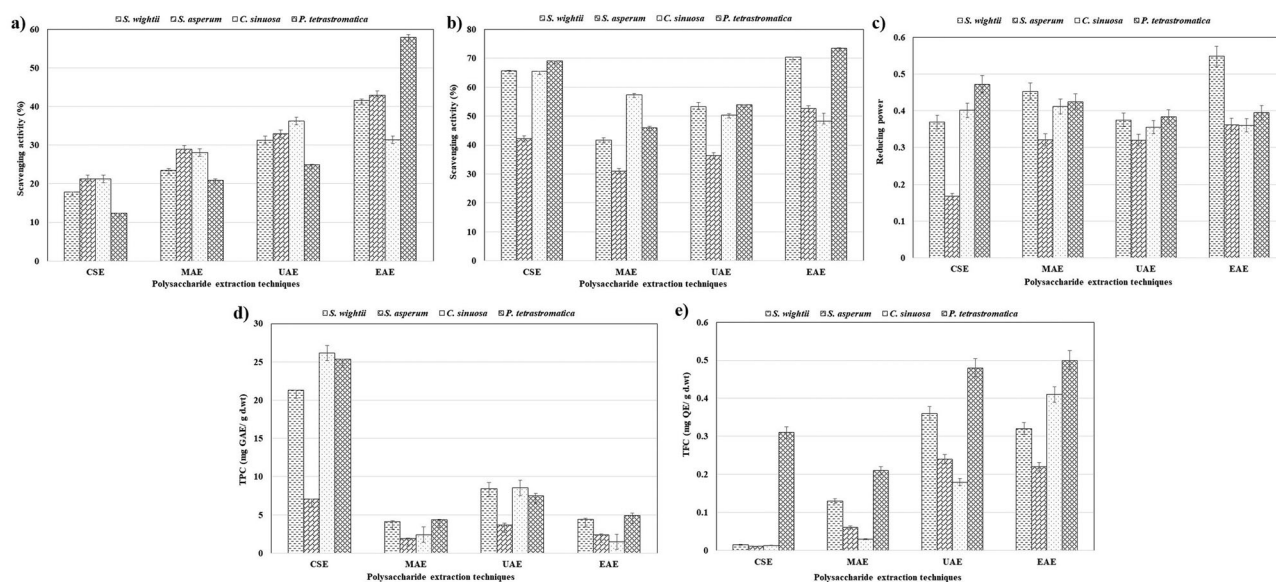 S. wightii S. asperum C. sinuosa P. tetrastromatica
a)
60
50
40
30
20
10
0
Scavenging activity (%)
CSE MAE UAE EAE
Polysaccharide extraction techniques
S. wightii S. asperum C. sinuosa P. tetrastromatica
b)
80
70
60
50
40
30
20
10
0
Scavenging activity (%)
CSE MAE UAE EAE
Polysaccharide extraction techniques
S. wightii S. asperum C. sinuosa P. tetrastromatica
c)
0.6
0.5
0.4
0.3
0.2
0.1
0
Reducing power
CSE MAE UAE EAE
Polysaccharide extraction techniques
S. wightii S. asperum C. sinuosa P. tetrastromatica
d)
30
25
20
15
10
5
0
TPC (mg GAE/ g d.wt)
CSE MAE UAE EAE
Polysaccharide extraction techniques
S. wightii S. asperum C. sinuosa P. tetrastromatica
e)
0.6
0.5
0.4
0.3
0.2
0.1
0
TFC (mg QE/ g d.wt)
CSE MAE UAE EAE
Polysaccharide extraction techniques